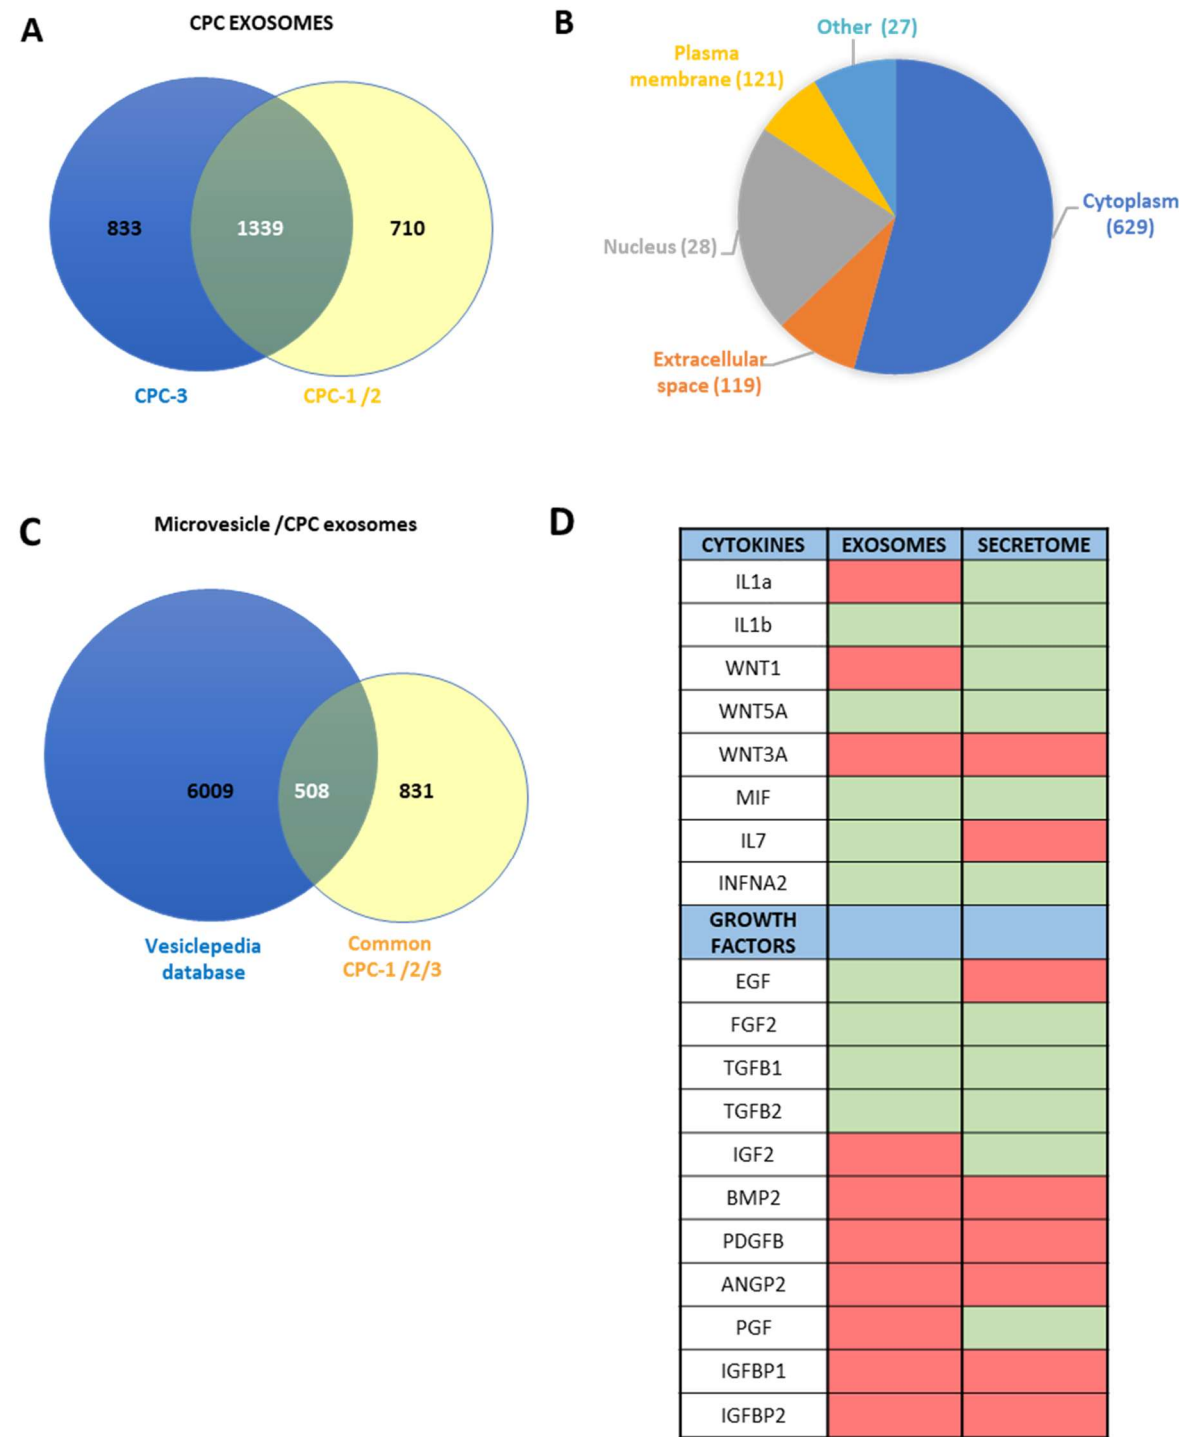 A
CPC EXOSOMES
833
1339
710
CPC-3
CPC-1 /2
B
Other (27)
Plasma
membrane (121)
Cytoplasm
(629)
Nucleus (28)
Extracellular
space (119)
C
Microvesicle /CPC exosomes
6009
508
831
Vesiclepedia
database
Common
CPC-1 /2/3
D
CYTOKINES EXOSOMES SECRETOME
IL1a
IL1b
WNT1
WNT5A
WNT3A
MIF
IL7
INFNA2
GROWTH
FACTORS
EGF
FGF2
TGFB1
TGFB2
IGF2
BMP2
PDGFB
ANGP2
PGF
IGFBP1
IGFBP2